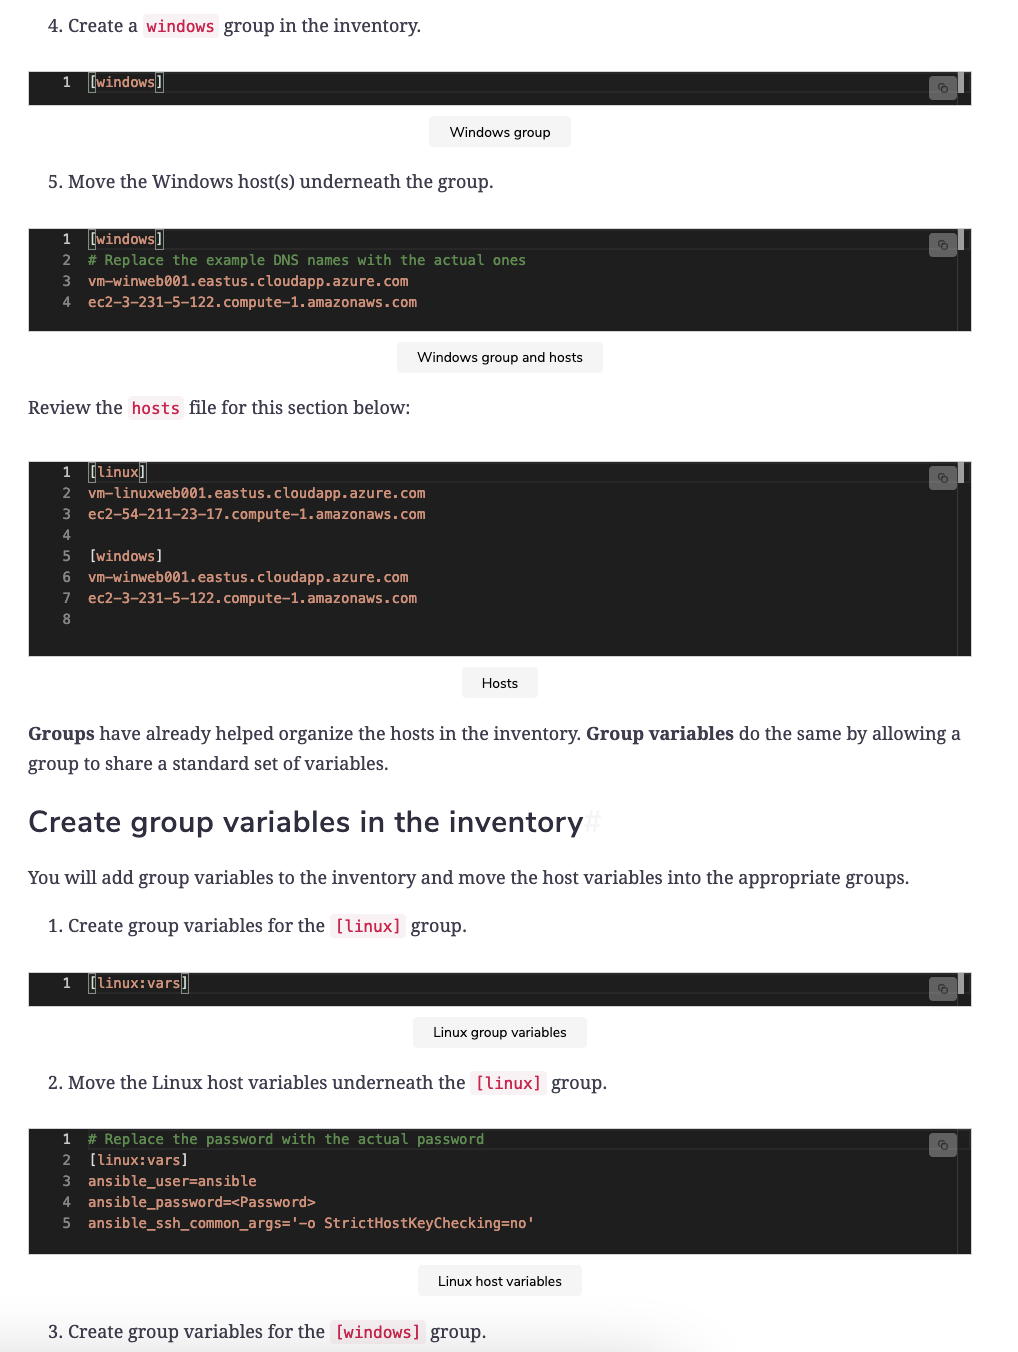 4. Create a windows group in the inventory.
1 [windows]
Windows group
5. Move the Windows host(s) underneath the group.
1 [windows]
2 # Replace the example DNS names with the actual ones
3 vm-winweb001.eastus.cloudapp.azure.com
4 ec2-3-231-5-122.compute-1.amazonaws.com
Windows group and hosts
Review the hosts file for this section below:
1 [linux]
2 vm-linuxweb001.eastus.cloudapp.azure.com
3 ec2-54-211-23-17.compute-1.amazonaws.com
4
5 [windows]
6 vm-winweb001.eastus.cloudapp.azure.com
7 ec2-3-231-5-122.compute-1.amazonaws.com
8
Hosts
Groups have already helped organize the hosts in the inventory. Group variables do the same by allowing a
group to share a standard set of variables.
Create group variables in the inventory#
You will add group variables to the inventory and move the host variables into the appropriate groups.
1. Create group variables for the [linux] group.
1 [linux:vars]
Linux group variables
2. Move the Linux host variables underneath the [linux] group.
1 # Replace the password with the actual password
2 [linux:vars]
3 ansible_user=ansible
4 ansible_password=<Password>
5 ansible_ssh_common_args='-o StrictHostKeyChecking=no'
Linux host variables
3. Create group variables for the [windows] group.